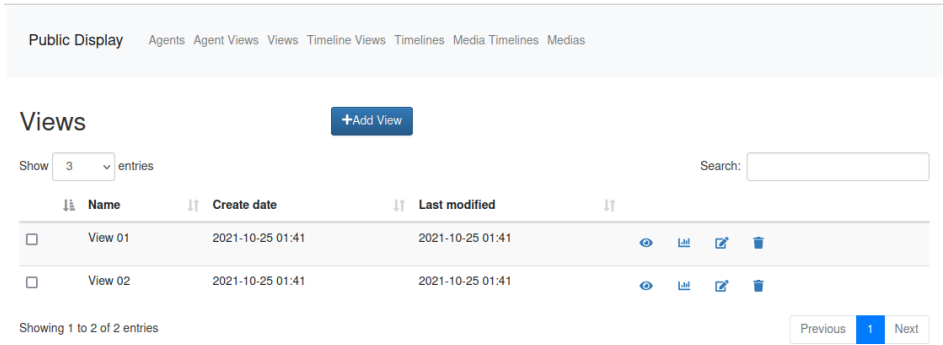 Public Display Agents Agent Views Views Timeline Views Timelines Media Timelines Medias
Views +Add View
Show 3 entries Search:
Name Create date Last modified
View 01 2021-10-25 01:41 2021-10-25 01:41
View 02 2021-10-25 01:41 2021-10-25 01:41
Showing 1 to 2 of 2 entries Previous 1 Next